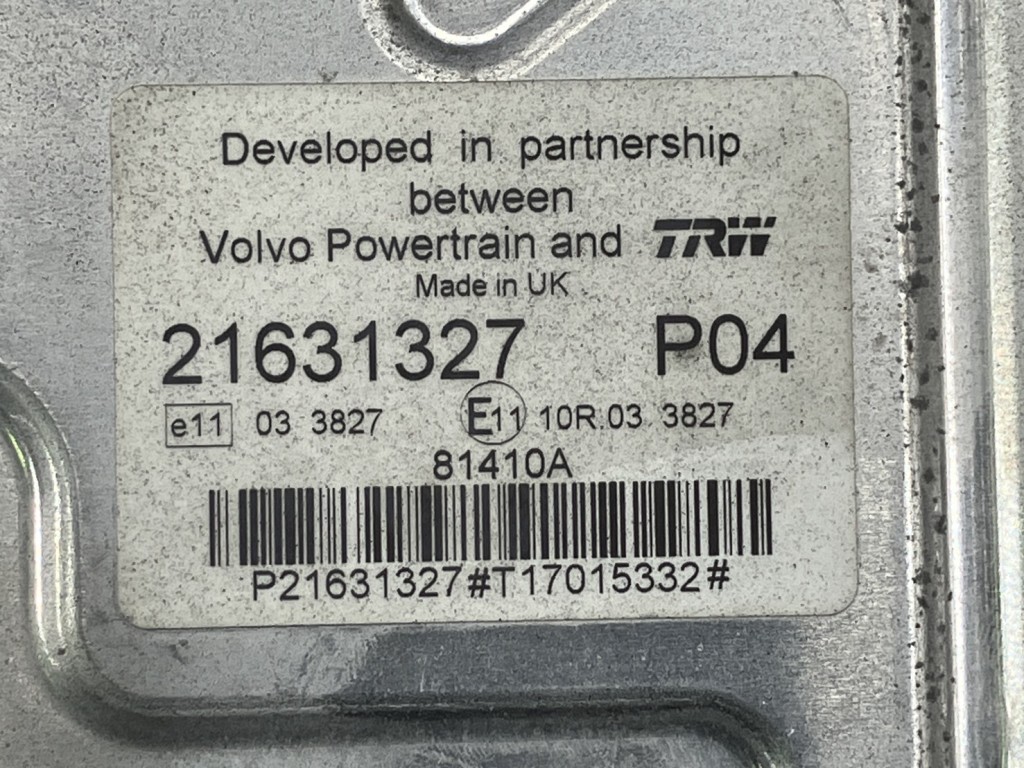 Developed in partnership
between
Volvo Powertrain and TRW
Made in UK
21631327 P04
e11 03 3827 E11 10R.03 3827
81410A
P21631327#T17015332#